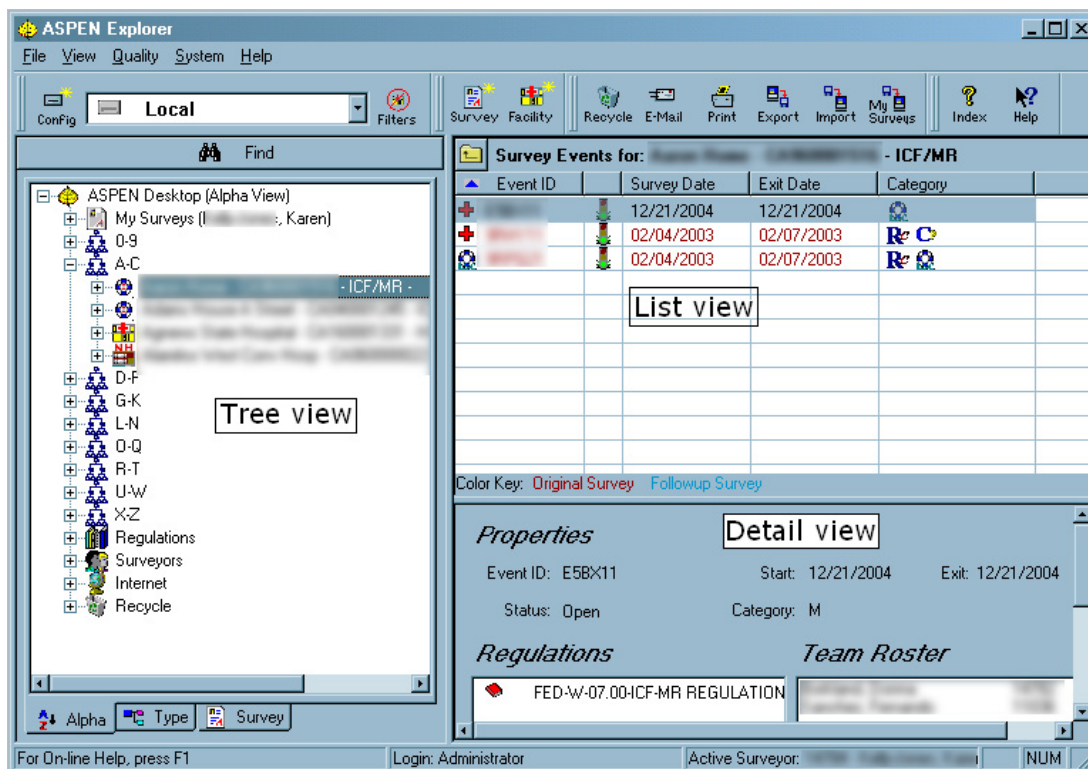 ASPEN Explorer
File View Quality System Help
Config Local Filters Survey Facility Recycle E-Mail Print Export Import My Surveys Index Help
Find
Survey Events for: - ICF/MR
Event ID Survey Date Exit Date Category
12/21/2004 12/21/2004
02/04/2003 02/07/2003 Re C
02/04/2003 02/07/2003 Re
List view
ASPEN Desktop (Alpha View)
My Surveys ( , Karen)
0-9
A-C
- ICF/MR -
NH
D-F
G-K
L-N
O-Q
R-T
U-W
X-Z
Regulations
Surveyors
Internet
Recycle
Tree view
Alpha Type Survey
Color Key: Original Survey Followup Survey
Properties
Detail view
Event ID: E5BX11 Start: 12/21/2004 Exit: 12/21/2004
Status: Open Category: M
Regulations Team Roster
FED-W-07.00-ICF-MR REGULATION
For On-line Help, press F1 Login: Administrator Active Surveyor: NUM